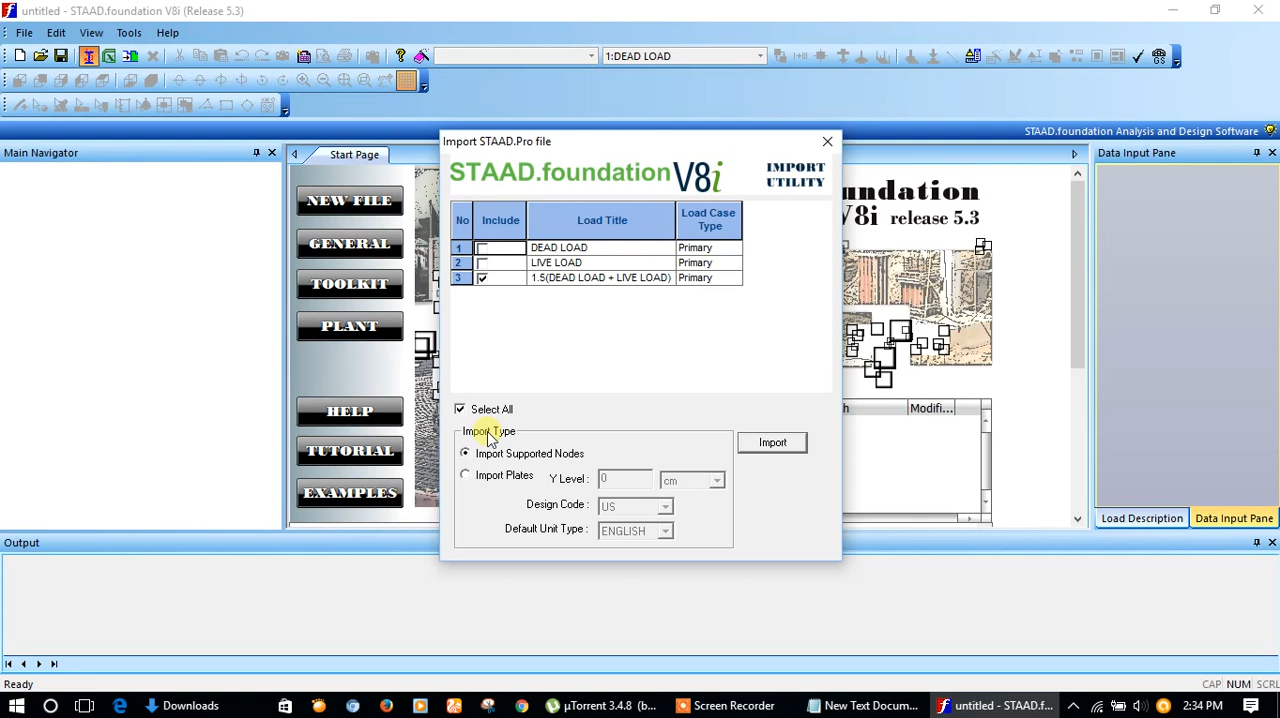 untitled - STAAD.foundation V8i (Release 5.3)
File Edit View Tools Help
1:DEAD LOAD
STAAD.foundation Analysis and Design Software
Main Navigator
Start Page
Data Input Pane
Import STAAD.Pro file
STAAD.foundation V8i
IMPORT
UTILITY
undation
V8i release 5.3
NEW FILE
GENERAL
TOOLKIT
PLANT
HELP
TUTORIAL
EXAMPLES
No Include Load Title Load Case Type
1 DEAD LOAD Primary
2 LIVE LOAD Primary
3 1.5(DEAD LOAD + LIVE LOAD) Primary
Select All
Import Type
Import Supported Nodes
Import Plates Y Level : 0 cm
Design Code : US
Default Unit Type : ENGLISH
Import
h Modifi...
Load Description Data Input Pane
Output
Ready
CAP NUM SCRL
Downloads
µTorrent 3.4.8 (b...
Screen Recorder
New Text Docum...
untitled - STAAD.f...
2:34 PM